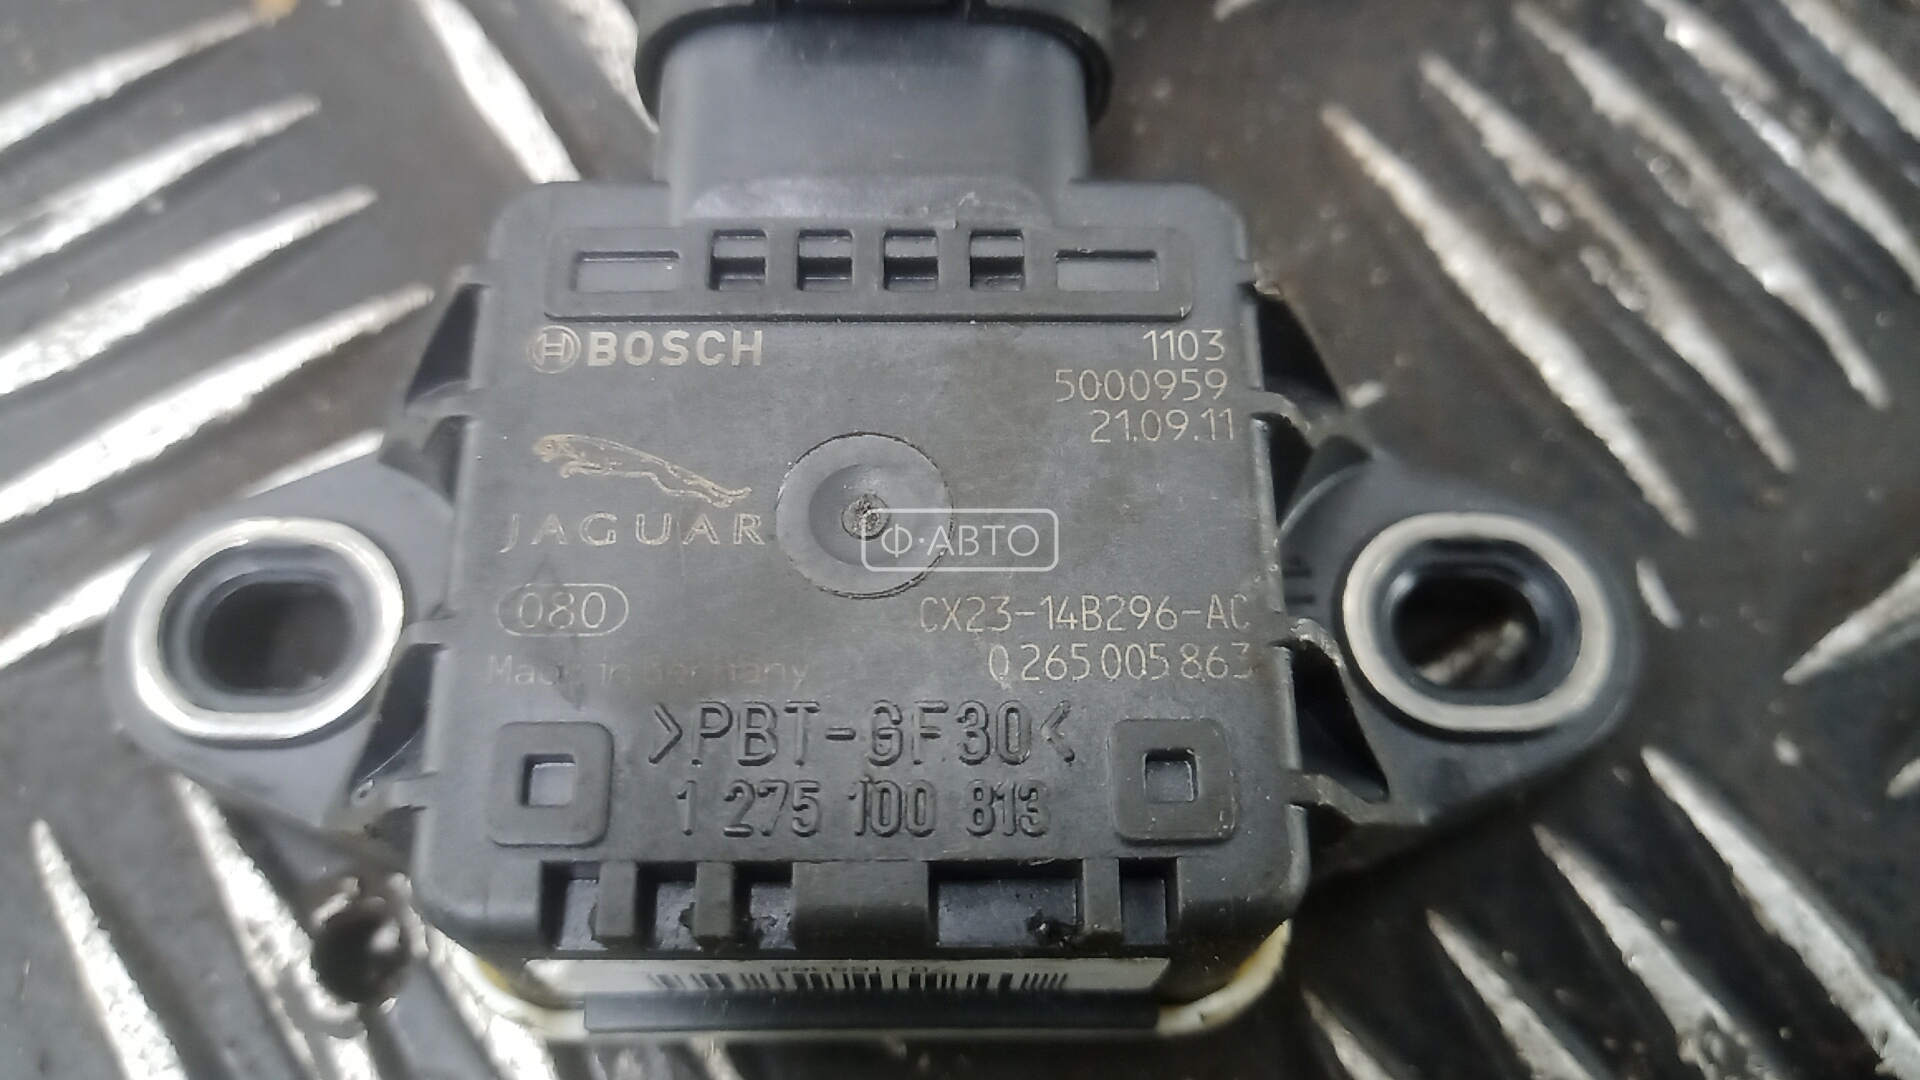 BOSCH
1103
5000959
21.09.11
JAGUAR
Ф·АВТО
080
CX23-14B296-AC
Made in Germany
0 265 005 863
>PBT-GF30<
1 275 100 813